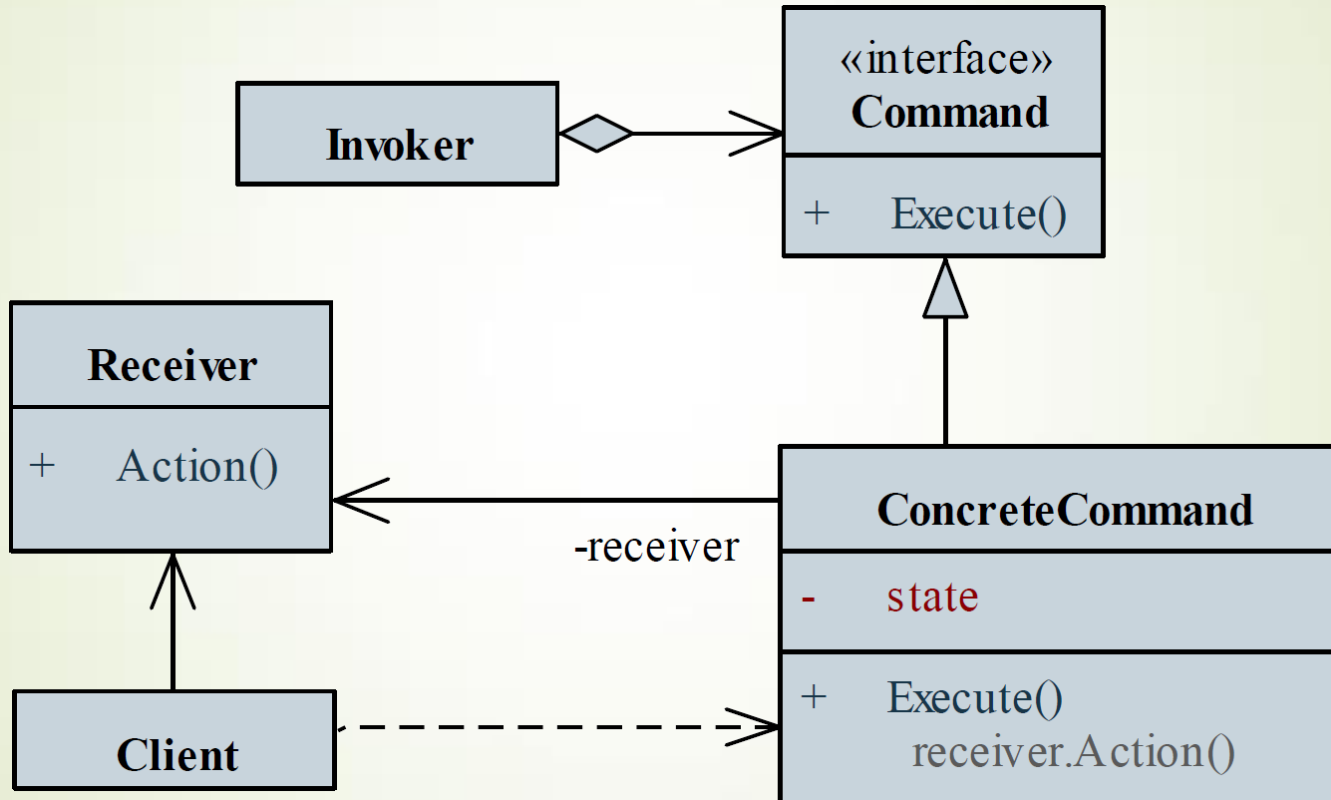 «interface»
Command
+ Execute()
Invoker
Receiver
+ Action()
-receiver
ConcreteCommand
- state
+ Execute()
receiver.Action()
Client